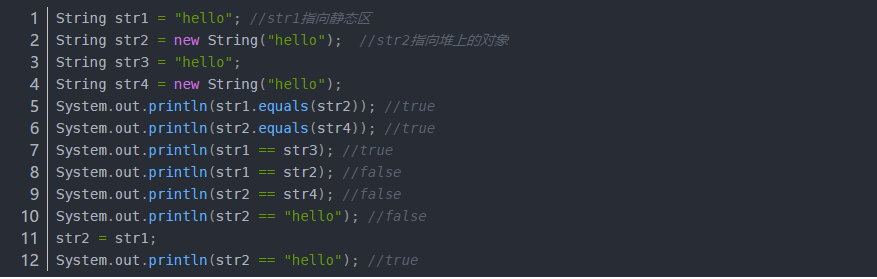 1 String str1 = "hello"; //str1指向静态区
2 String str2 = new String("hello");  //str2指向堆上的对象
3 String str3 = "hello";
4 String str4 = new String("hello");
5 System.out.println(str1.equals(str2)); //true
6 System.out.println(str2.equals(str4)); //true
7 System.out.println(str1 == str3); //true
8 System.out.println(str1 == str2); //false
9 System.out.println(str2 == str4); //false
10 System.out.println(str2 == "hello"); //false
11 str2 = str1;
12 System.out.println(str2 == "hello"); //true